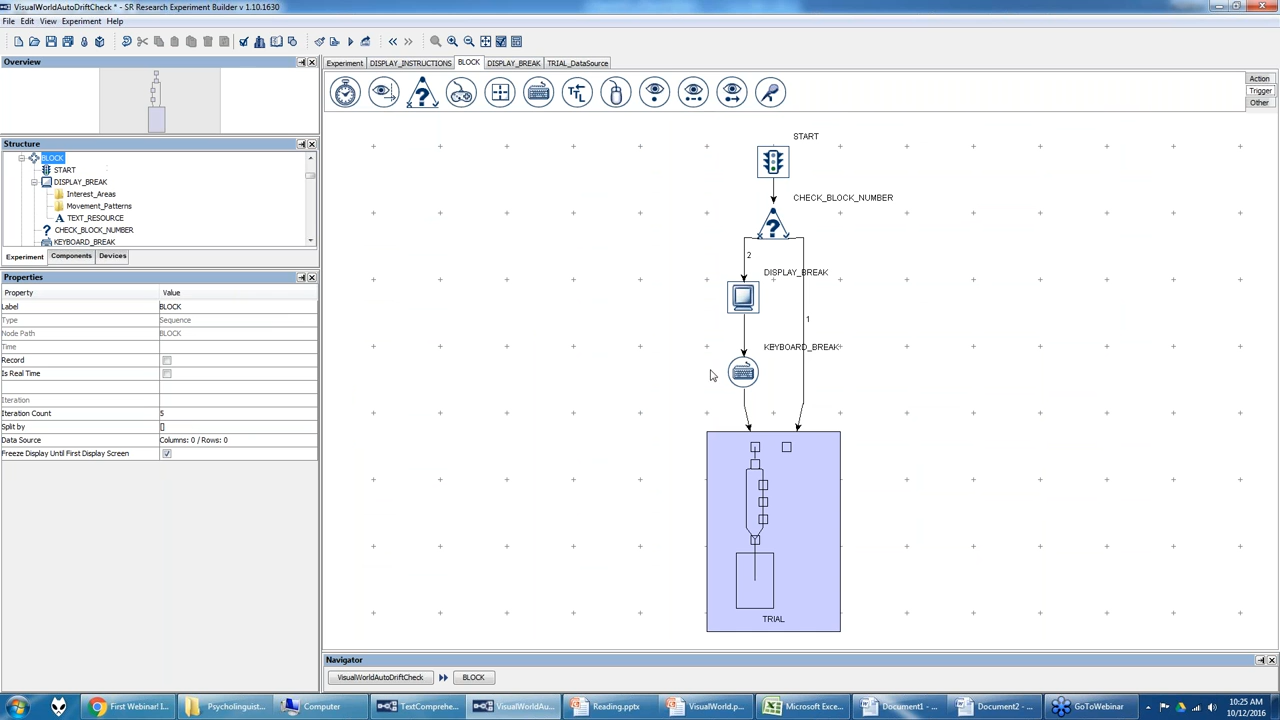 VisualWorldAutoDriftCheck * - SR Research Experiment Builder v 1.10.1630
File Edit View Experiment Help
Overview
Structure
BLOCK
START
DISPLAY_BREAK
Interest_Areas
Movement_Patterns
A TEXT_RESOURCE
? CHECK_BLOCK_NUMBER
KEYBOARD_BREAK
Experiment Components Devices
Properties
Property Value
Label BLOCK
Type Sequence
Node Path BLOCK
Time
Record
Is Real Time
Iteration
Iteration Count 5
Split by []
Data Source Columns: 0 / Rows: 0
Freeze Display Until First Display Screen
Experiment DISPLAY_INSTRUCTIONS BLOCK DISPLAY_BREAK TRIAL_DataSource
? TTL
Action
Trigger
Other
START
CHECK_BLOCK_NUMBER
?
2
DISPLAY_BREAK
1
KEYBOARD_BREAK
TRIAL
Navigator
VisualWorldAutoDriftCheck BLOCK
First Webinar! I... Psycholinguist... Computer TextComprehe... VisualWorldAu... Reading.pptx VisualWorld.p... Microsoft Exce... Document1 - ... Document2 - ... GoToWebinar
10:25 AM
10/12/2016